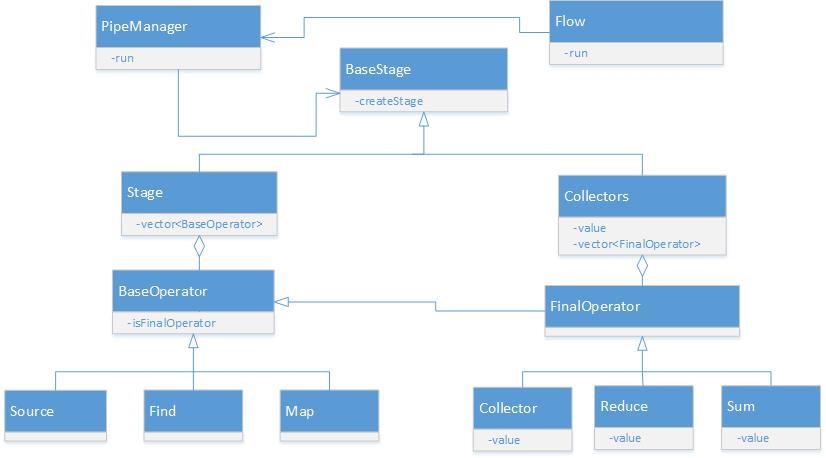 PipeManager
-run
Flow
-run
BaseStage
-createStage
Stage
-vector<BaseOperator>
Collectors
-value
-vector<FinalOperator>
BaseOperator
-isFinalOperator
FinalOperator
Source
Find
Map
Collector
-value
Reduce
-value
Sum
-value